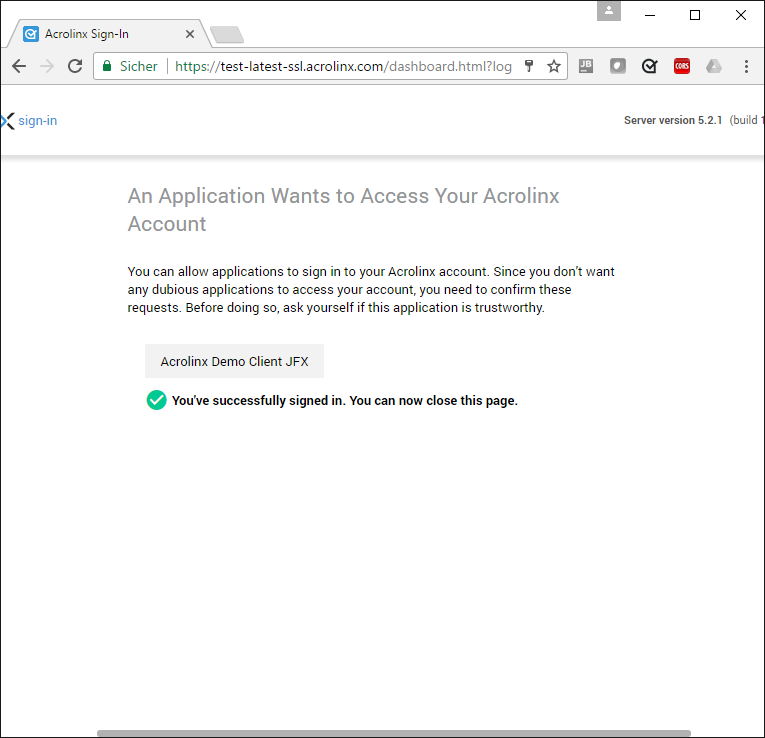 Acrolinx Sign-In
Sicher https://test-latest-ssl.acrolinx.com/dashboard.html?log
JB
CORS
sign-in Server version 5.2.1 (build 1
An Application Wants to Access Your Acrolinx
Account
You can allow applications to sign in to your Acrolinx account. Since you don't want
any dubious applications to access your account, you need to confirm these
requests. Before doing so, ask yourself if this application is trustworthy.
Acrolinx Demo Client JFX
You've successfully signed in. You can now close this page.